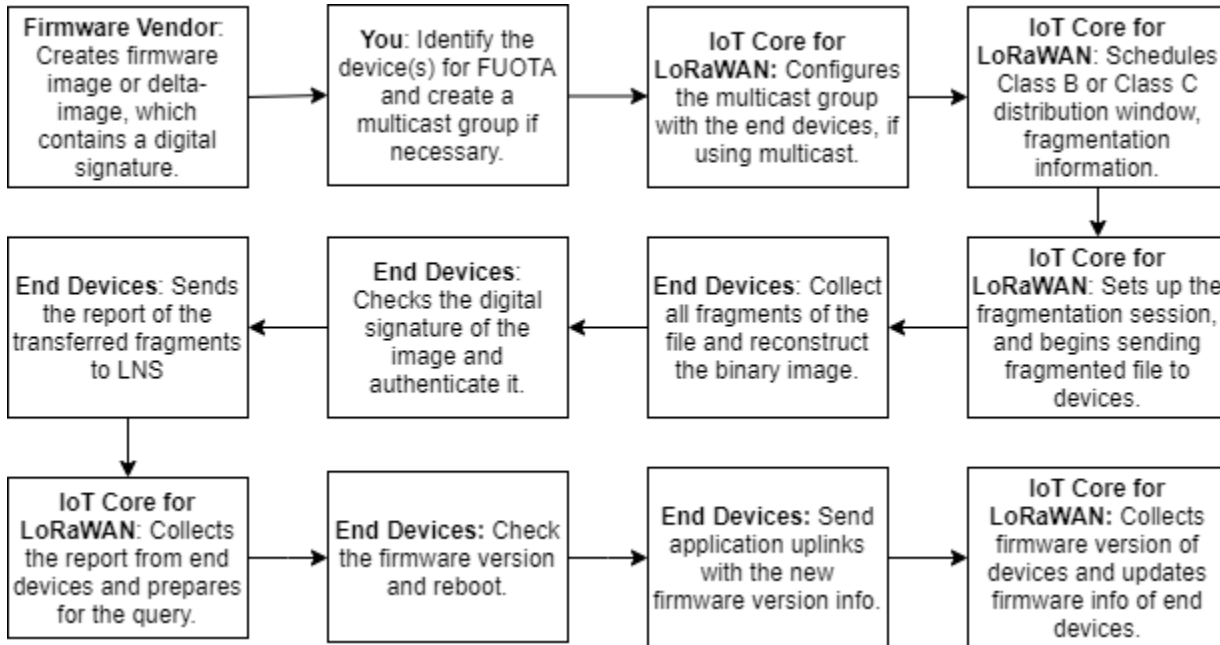 Firmware Vendor:
Creates firmware
image or delta-
image, which
contains a digital
signature.
You: Identify the
device(s) for FUOTA
and create a
multicast group if
necessary.
IoT Core for
LoRaWAN: Configures
the multicast group
with the end devices, if
using multicast.
IoT Core for
LoRaWAN: Schedules
Class B or Class C
distribution window,
fragmentation
information.
IoT Core for
LoRaWAN: Sets up the
fragmentation session,
and begins sending
fragmented file to
devices.
End Devices: Collect
all fragments of the
file and reconstruct
the binary image.
End Devices:
Checks the digital
signature of the
image and
authenticate it.
End Devices: Sends
the report of the
transferred fragments
to LNS
IoT Core for
LoRaWAN: Collects
the report from end
devices and prepares
for the query.
End Devices: Check
the firmware version
and reboot.
End Devices: Send
application uplinks
with the new
firmware version info.
IoT Core for
LoRaWAN: Collects
firmware version of
devices and updates
firmware info of end
devices.